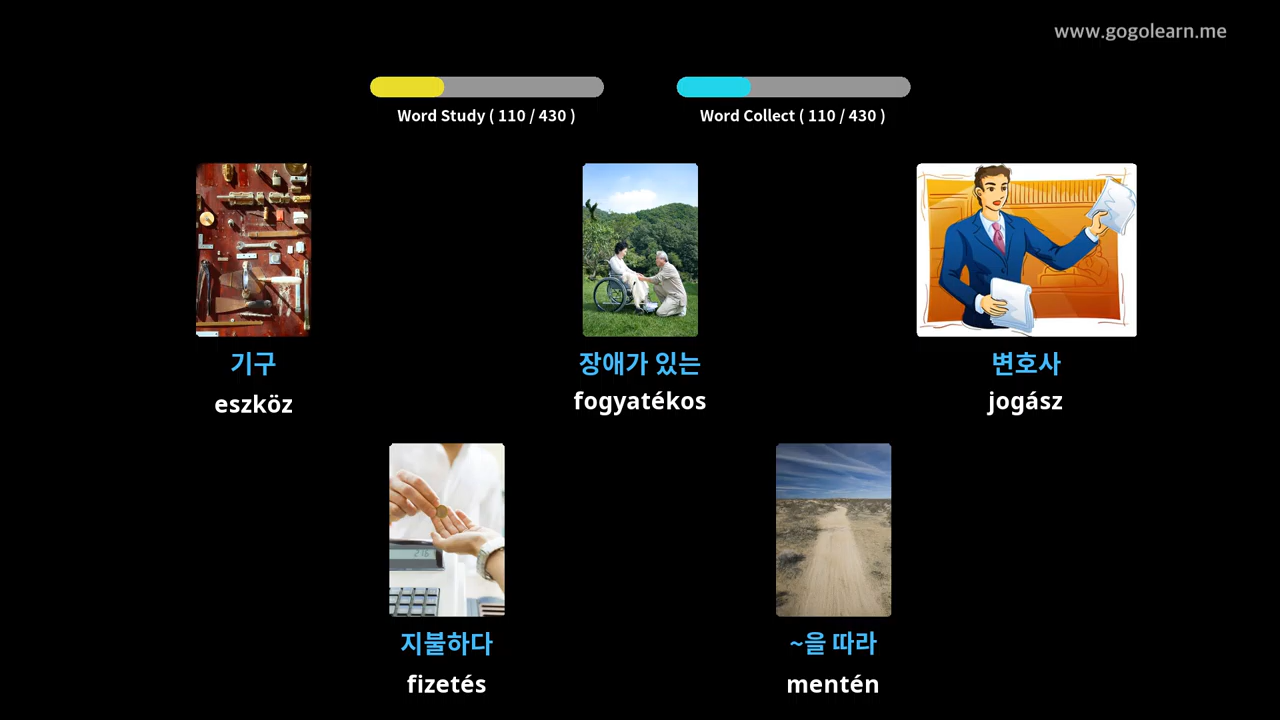 www.gogolearn.me
Word Study ( 110 / 430 )
Word Collect ( 110 / 430 )
기구
eszköz
장애가 있는
fogyatékos
변호사
jogász
지불하다
fizetés
~을 따라
mentén